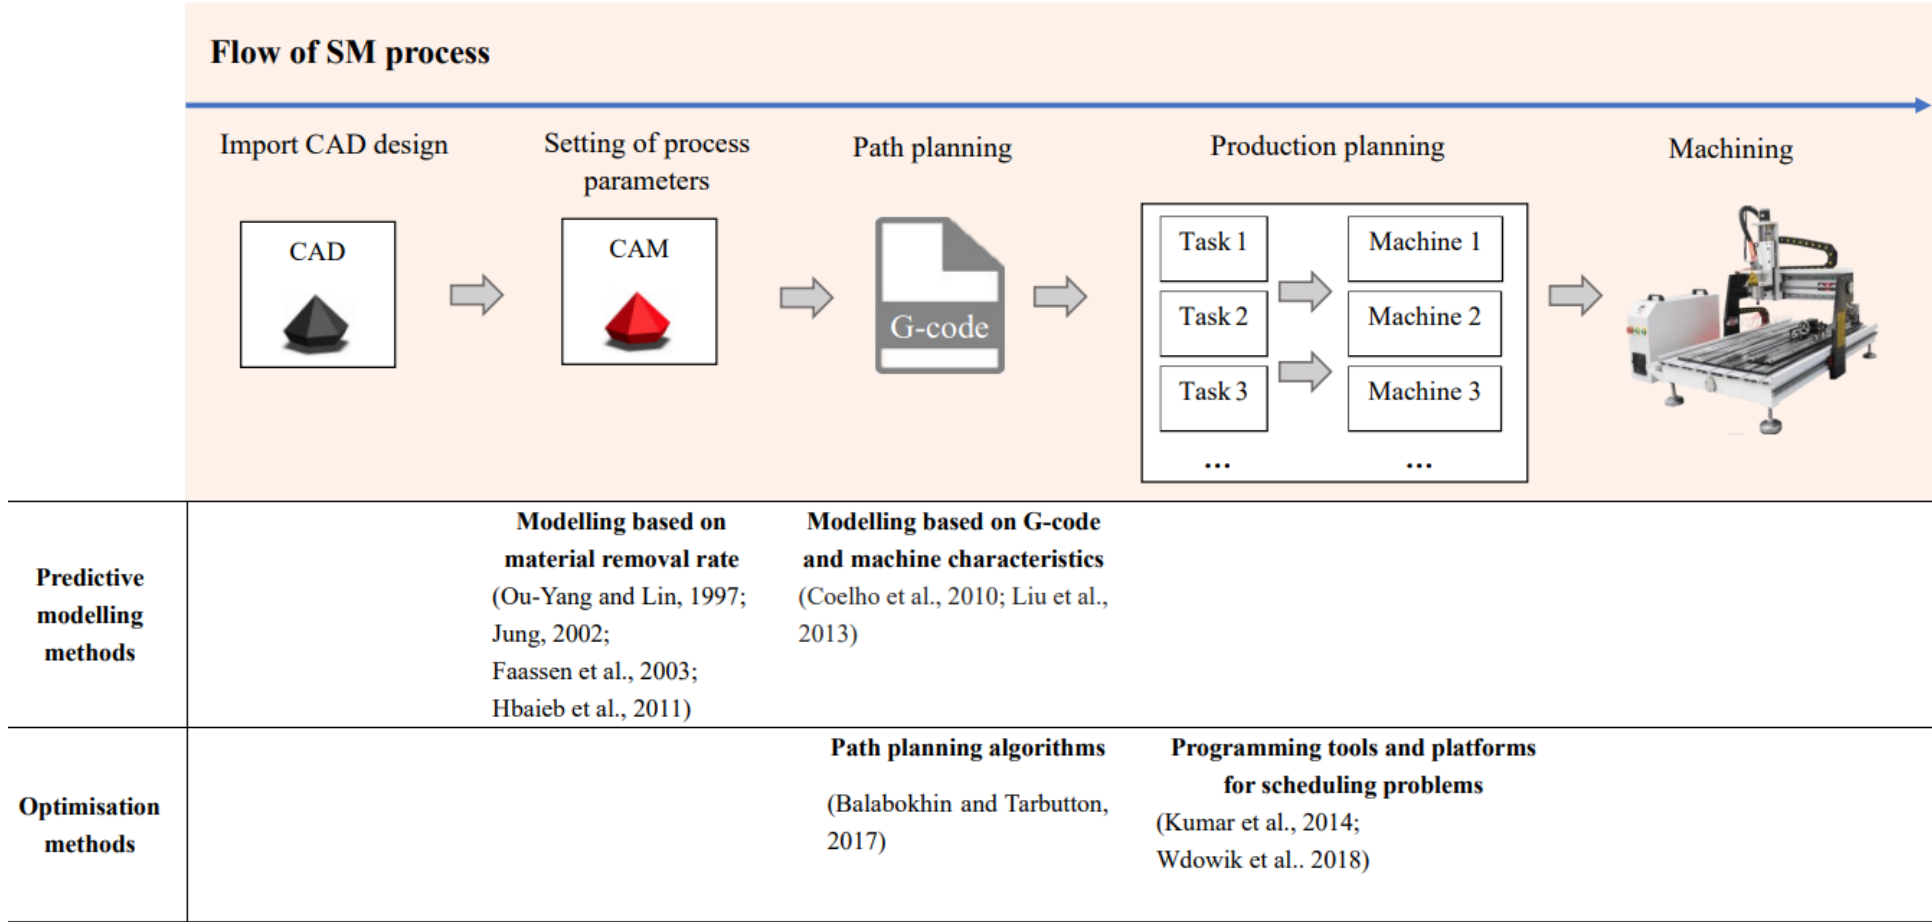 Flow of SM process
Import CAD design
Setting of process
parameters
Path planning
Production planning
Machining
CAD
CAM
G-code
Task 1
Machine 1
Task 2
Machine 2
Task 3
Machine 3
...
...
Predictive
modelling
methods
Modelling based on
material removal rate
(Ou-Yang and Lin, 1997;
Jung, 2002;
Faassen et al., 2003;
Hbaieb et al., 2011)
Modelling based on G-code
and machine characteristics
(Coelho et al., 2010; Liu et al.,
2013)
Optimisation
methods
Path planning algorithms
(Balabokhin and Tarbutton,
2017)
Programming tools and platforms
for scheduling problems
(Kumar et al., 2014;
Wdowik et al.. 2018)